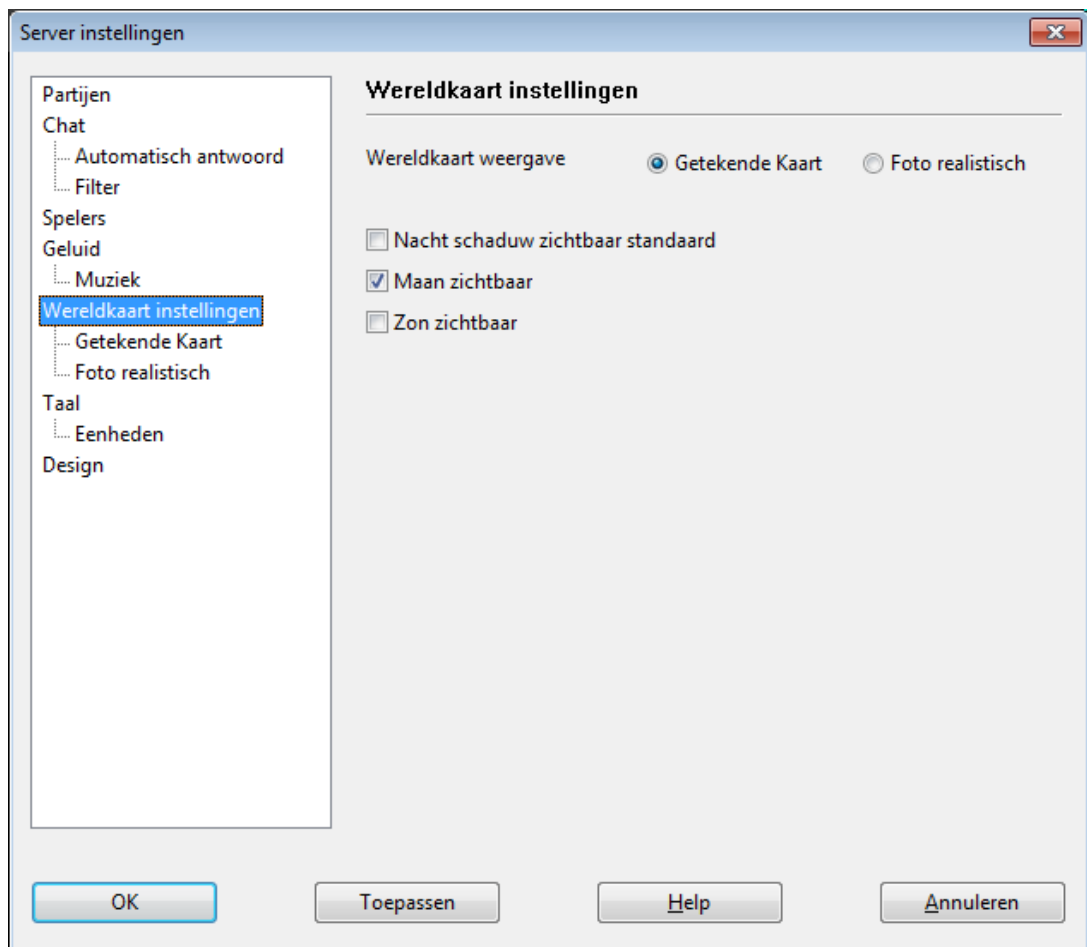 Server instellingen
Partijen
Chat
Automatisch antwoord
Filter
Spelers
Geluid
Muziek
Wereldkaart instellingen
Getekende Kaart
Foto realistisch
Taal
Eenheden
Design
Wereldkaart instellingen
Wereldkaart weergave Getekende Kaart Foto realistisch
Nacht schaduw zichtbaar standaard
Maan zichtbaar
Zon zichtbaar
OK Toepassen Help Annuleren